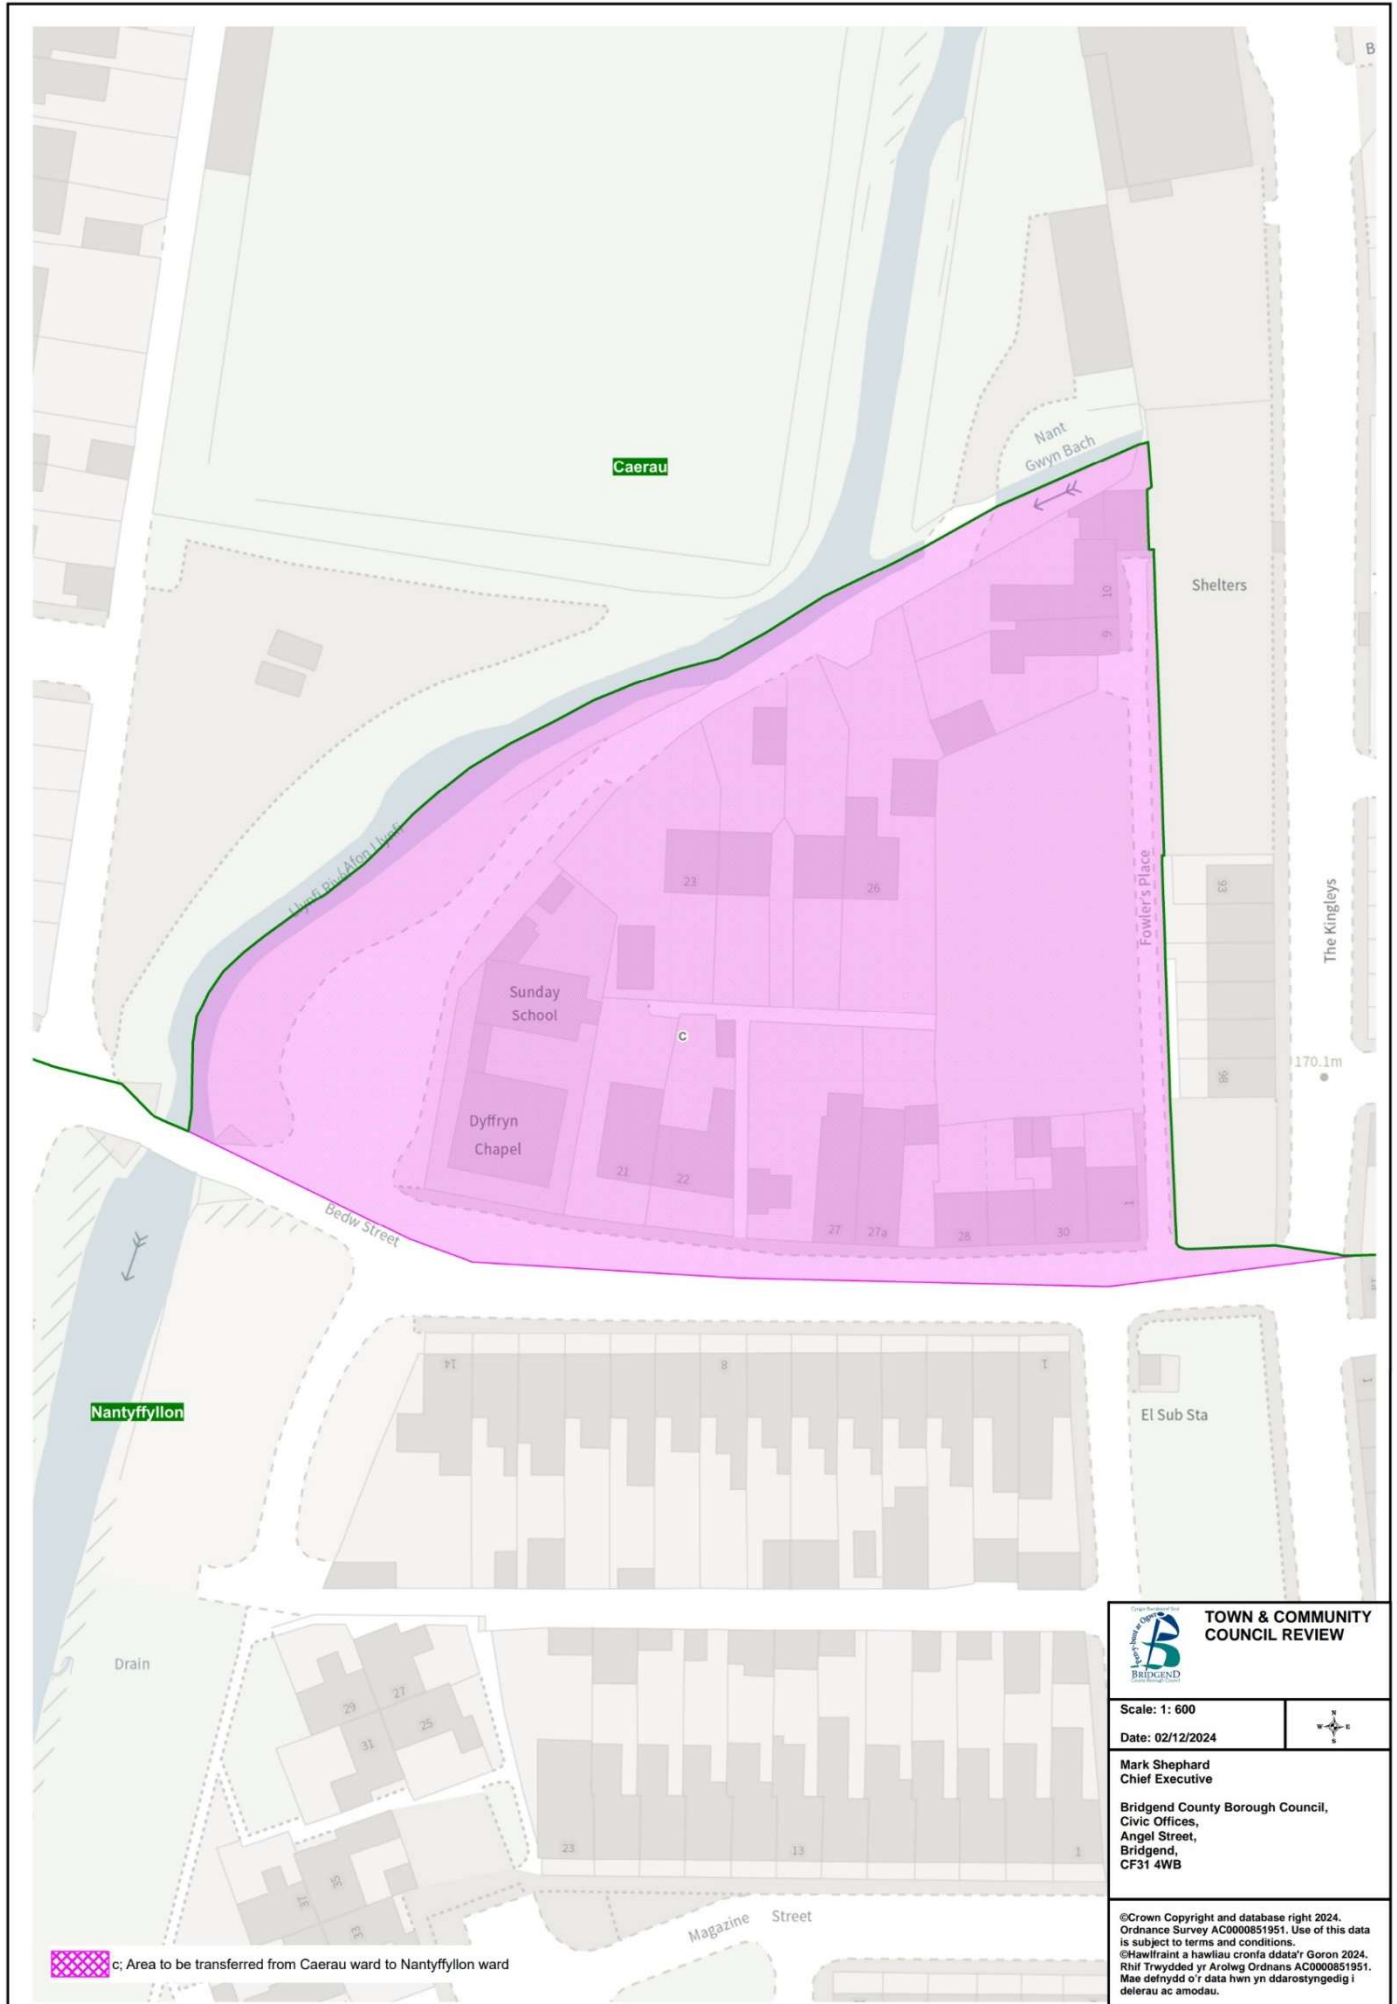 B
Nant
Gwyn Bach
Caerau
Shelters
10
9
23
26
Llynfi River/Afon Llynfi
Fowler's Place
93
The Kingleys
98
170.1m
Sunday
School
c
Dyffryn
Chapel
21
22
27
27a
28
30
1
Bedw Street
14
8
1
El Sub Sta
1
Nantyffyllon
Drain
29
27
31
25
23
13
1
37
35
33
Magazine Street
c; Area to be transferred from Caerau ward to Nantyffyllon ward
BRIDGEND
TOWN & COMMUNITY
COUNCIL REVIEW
Scale: 1: 600
N
W E
S
Date: 02/12/2024
Mark Shephard
Chief Executive
Bridgend County Borough Council,
Civic Offices,
Angel Street,
Bridgend,
CF31 4WB
©Crown Copyright and database right 2024.
Ordnance Survey AC0000851951. Use of this data
is subject to terms and conditions.
©Hawlfraint a hawliau cronfa ddata'r Goron 2024.
Rhif Trwydded yr Arolwg Ordnans AC0000851951.
Mae defnydd o'r data hwn yn ddarostyngedig i
delerau ac amodau.